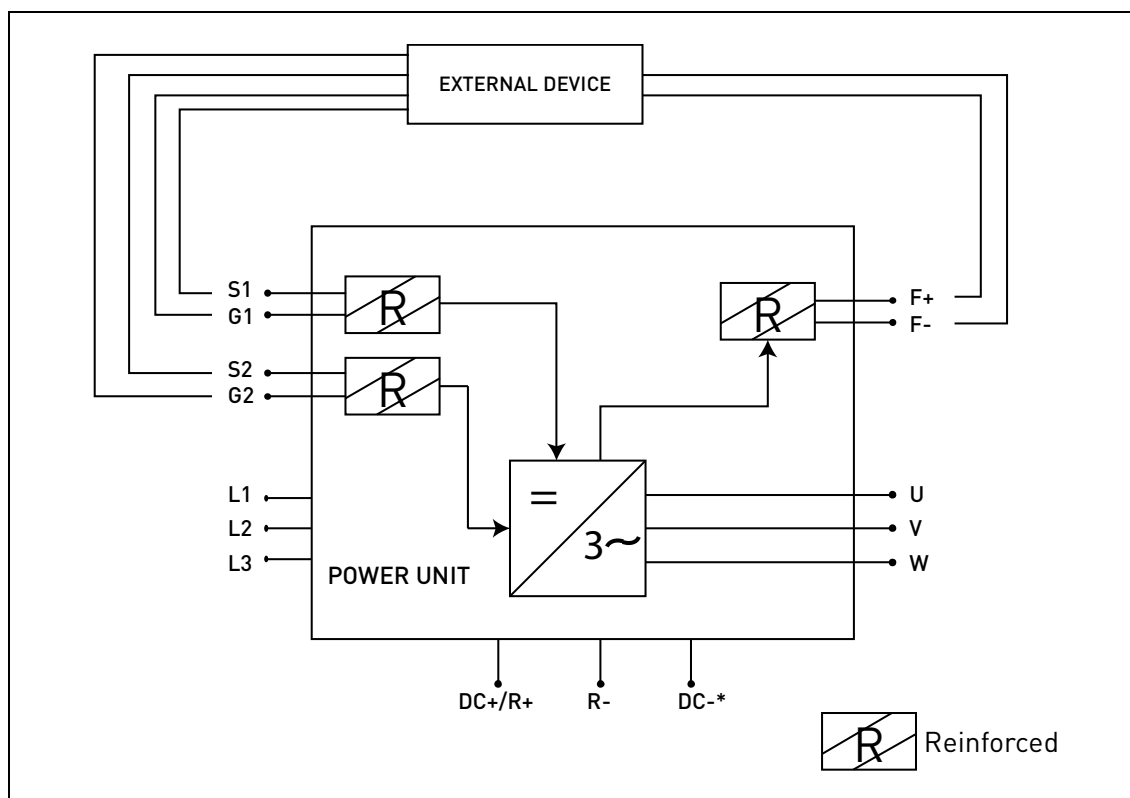 EXTERNAL DEVICE
S1
G1
R
R
F+
F-
S2
G2
R
L1
L2
L3
=
3~
U
V
W
POWER UNIT
DC+/R+
R-
DC-*
R
Reinforced